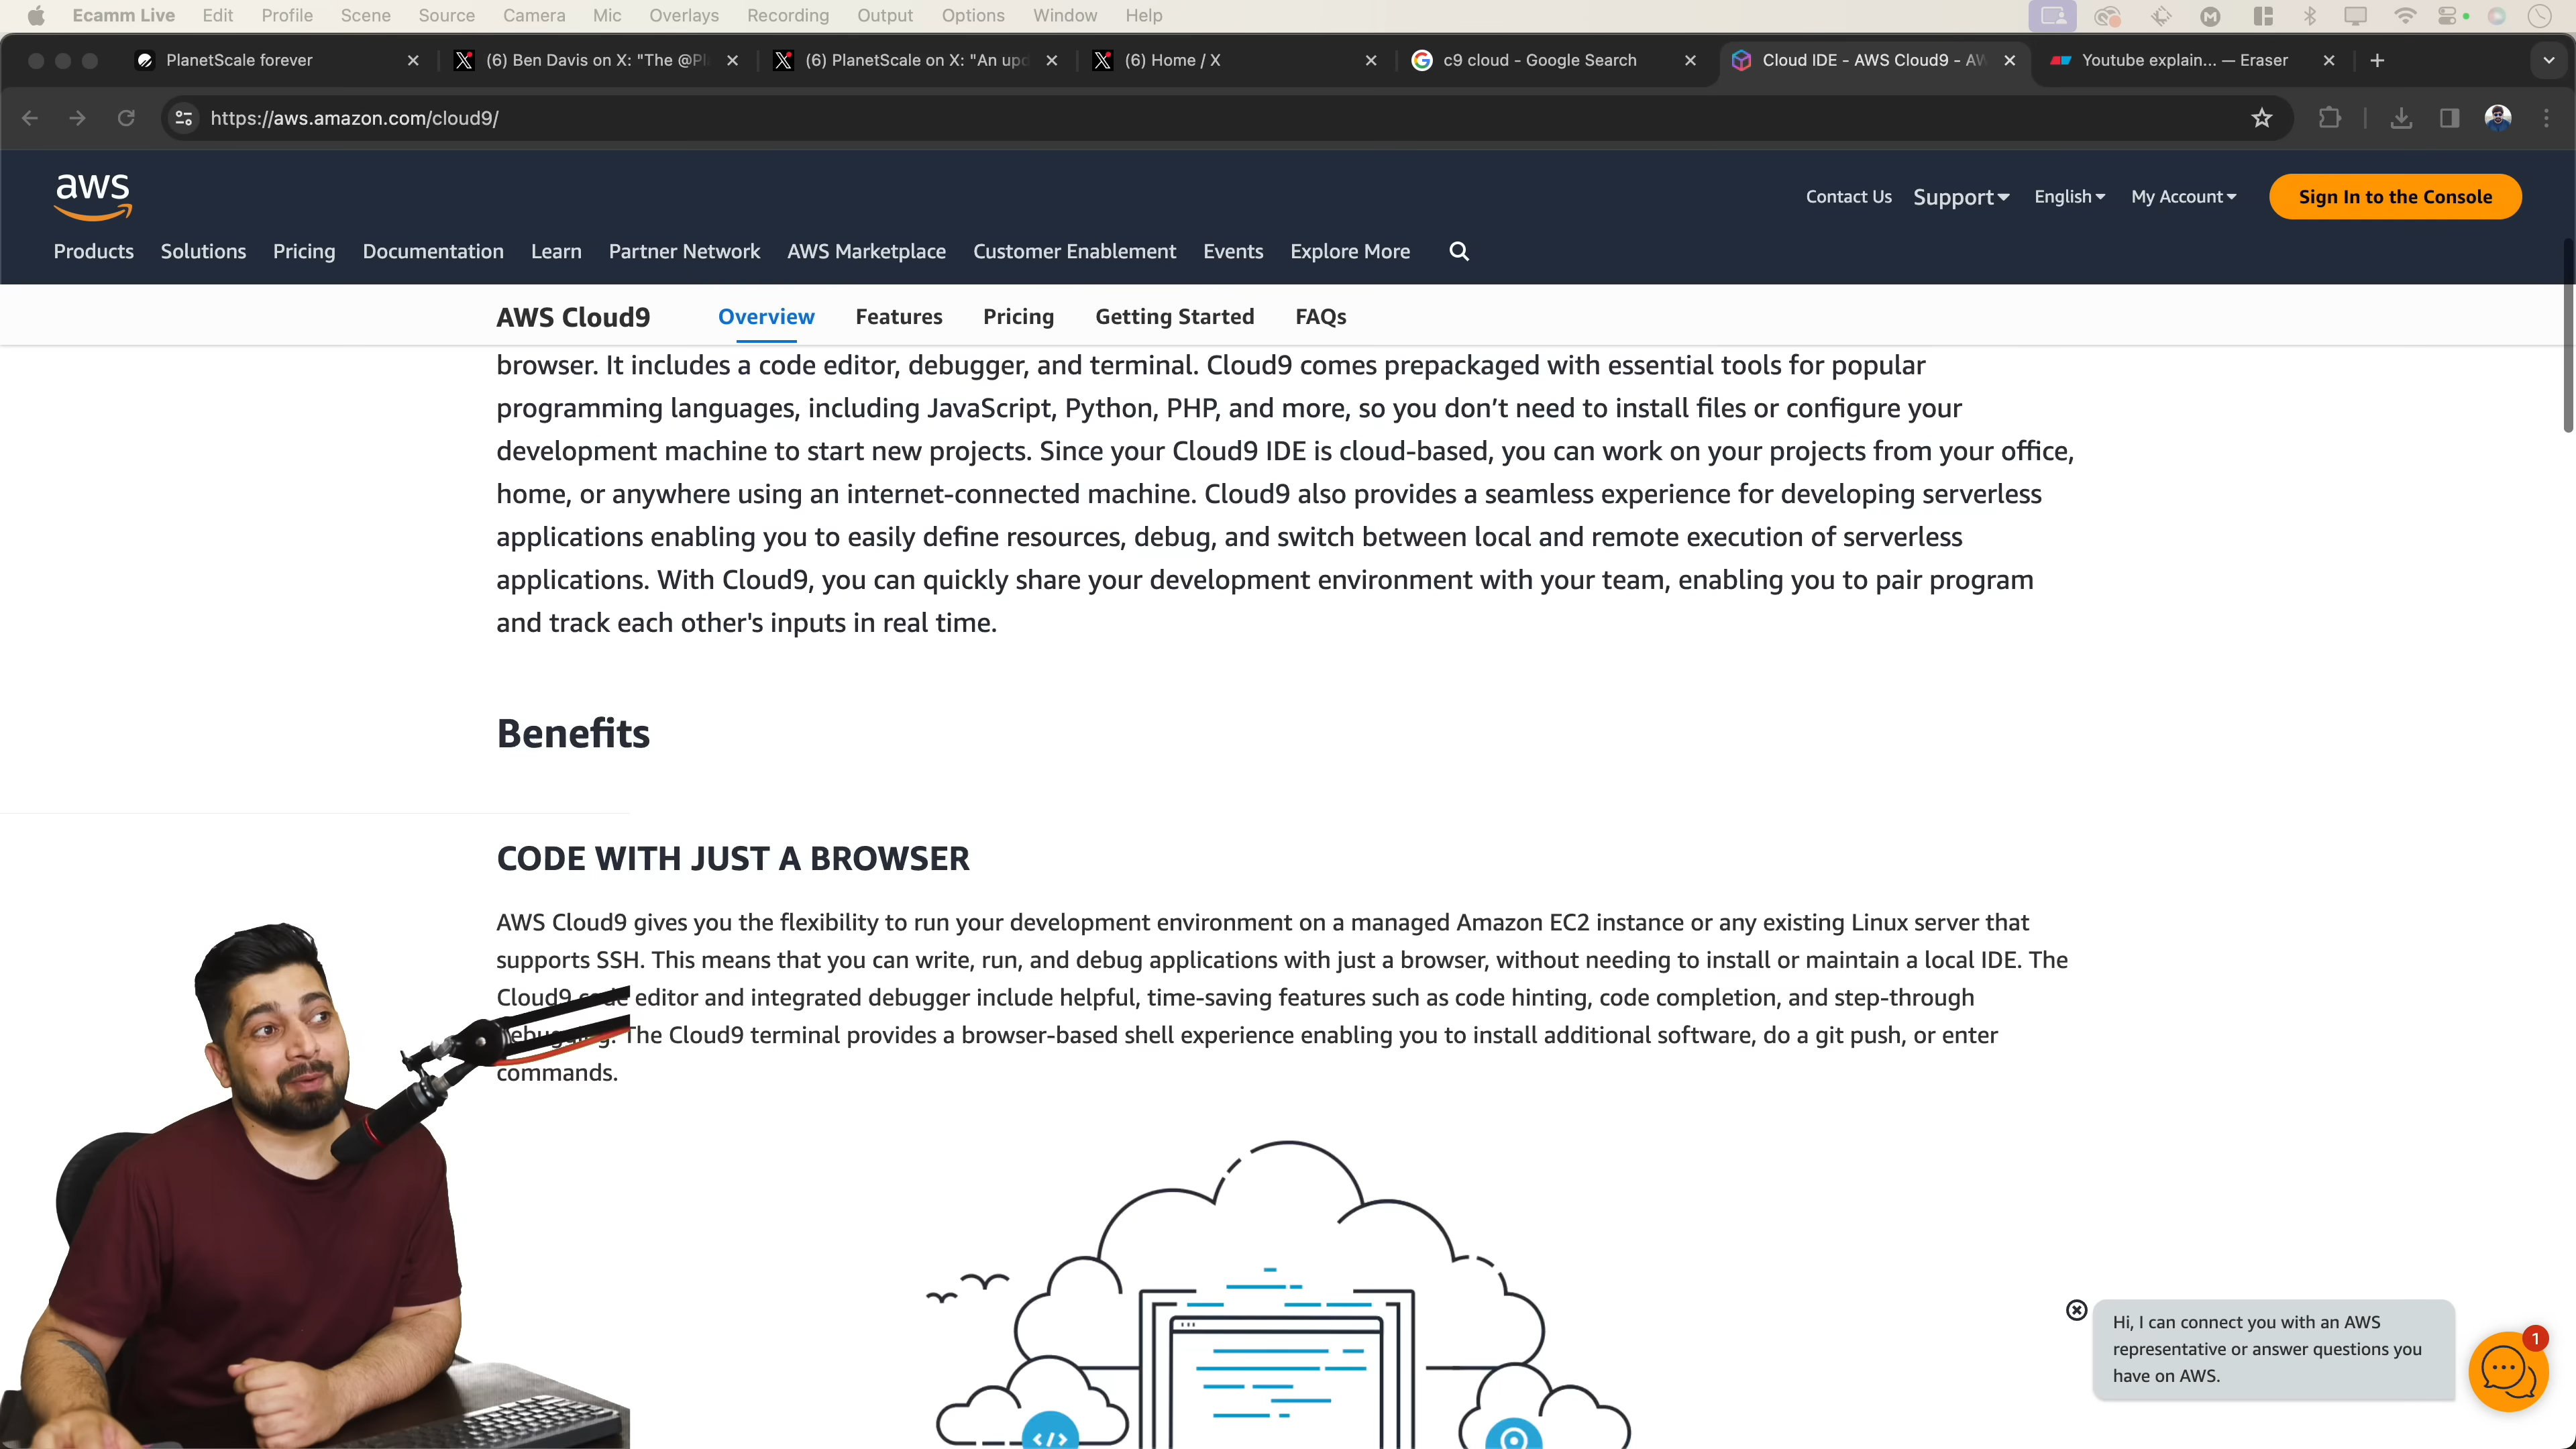 Ecamm Live Edit Profile Scene Source Camera Mic Overlays Recording Output Options Window Help
PlanetScale forever
(6) Ben Davis on X: "The @Pl
(6) PlanetScale on X: "An upd
(6) Home / X
c9 cloud - Google Search
Cloud IDE - AWS Cloud9 - AW
Youtube explain... — Eraser
https://aws.amazon.com/cloud9/
aws
Contact Us Support English My Account Sign In to the Console
Products Solutions Pricing Documentation Learn Partner Network AWS Marketplace Customer Enablement Events Explore More
AWS Cloud9 Overview Features Pricing Getting Started FAQs
browser. It includes a code editor, debugger, and terminal. Cloud9 comes prepackaged with essential tools for popular
programming languages, including JavaScript, Python, PHP, and more, so you don’t need to install files or configure your
development machine to start new projects. Since your Cloud9 IDE is cloud-based, you can work on your projects from your office,
home, or anywhere using an internet-connected machine. Cloud9 also provides a seamless experience for developing serverless
applications enabling you to easily define resources, debug, and switch between local and remote execution of serverless
applications. With Cloud9, you can quickly share your development environment with your team, enabling you to pair program
and track each other's inputs in real time.
Benefits
CODE WITH JUST A BROWSER
AWS Cloud9 gives you the flexibility to run your development environment on a managed Amazon EC2 instance or any existing Linux server that
supports SSH. This means that you can write, run, and debug applications with just a browser, without needing to install or maintain a local IDE. The
Cloud9 code editor and integrated debugger include helpful, time-saving features such as code hinting, code completion, and step-through
debugging. The Cloud9 terminal provides a browser-based shell experience enabling you to install additional software, do a git push, or enter
commands.
</>
Hi, I can connect you with an AWS
representative or answer questions you
have on AWS.
1